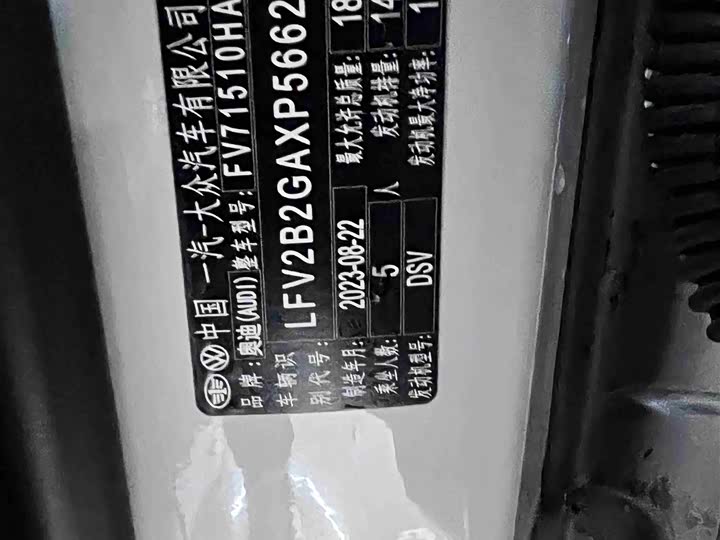 中国 一汽-大众汽车有限公司
品牌：奥迪(AUDI) 整车型号：FV71510HA
车辆识别代号：LFV2B2GAXP5662
制造年月：2023-08-22 最大允许总质量：18
乘坐人数：5 人 发动机排量：14
发动机型号：DSV 发动机最大净功率：1